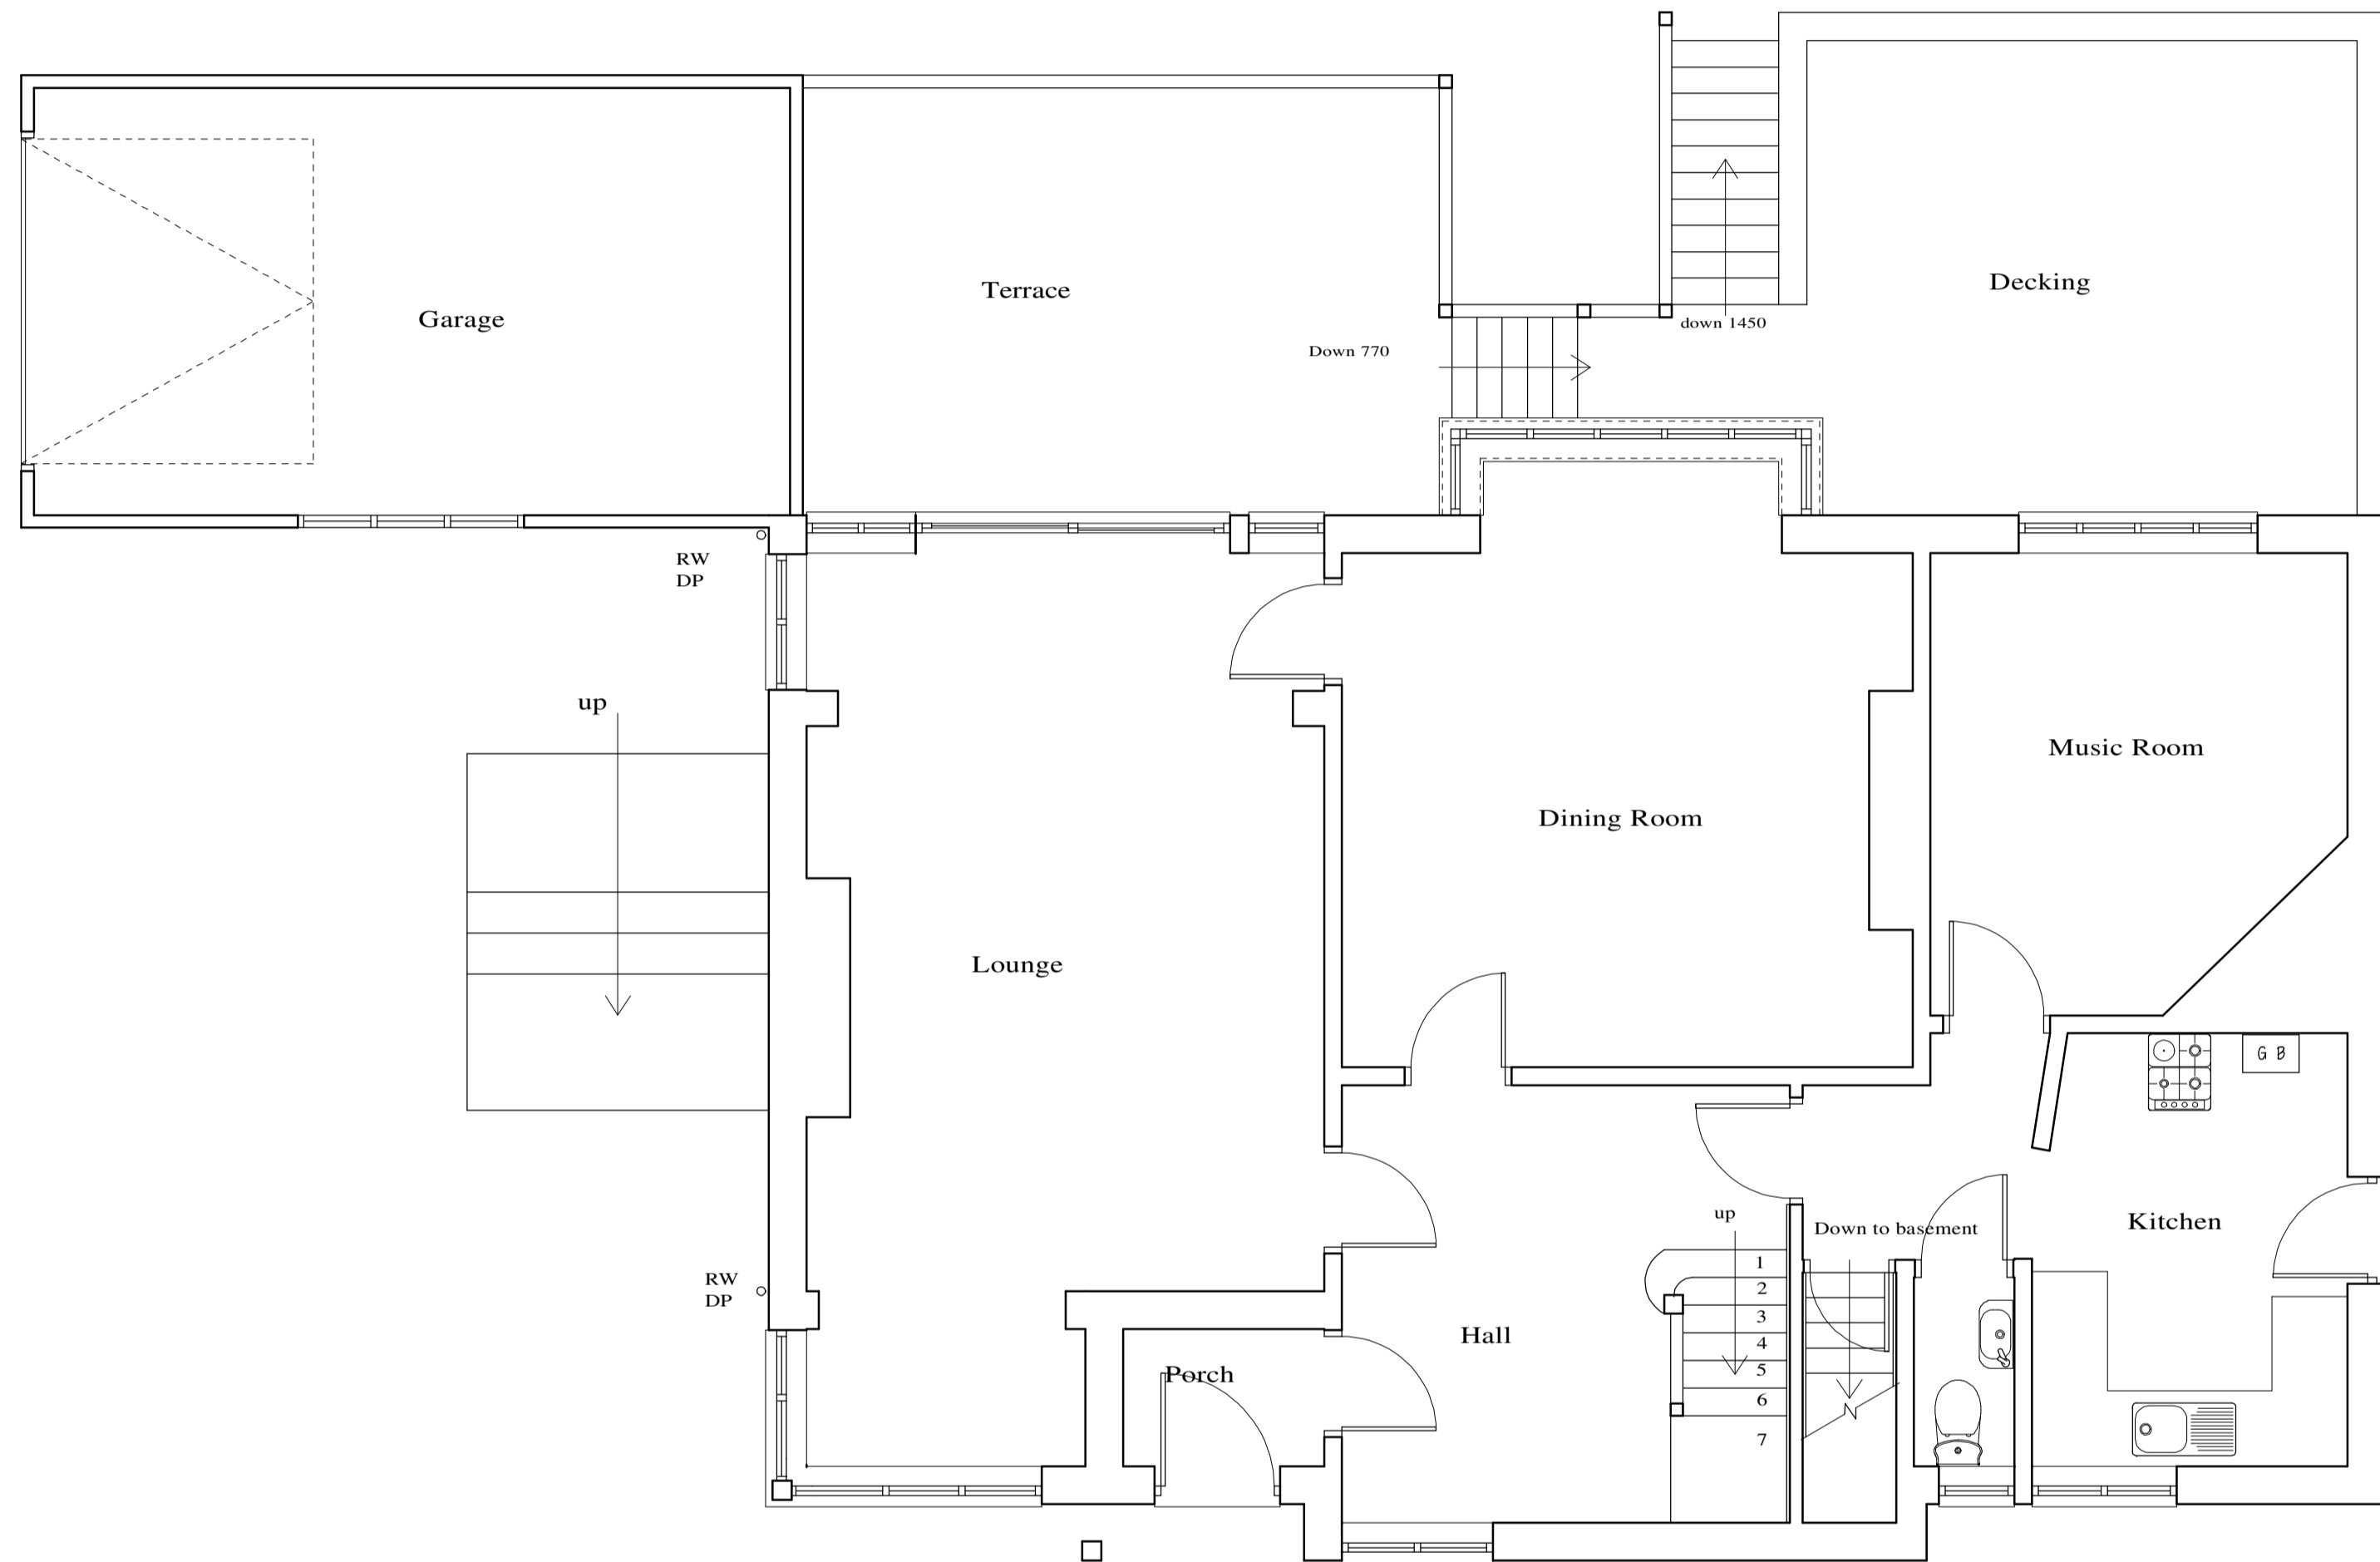 Garage
Terrace
Decking
down 1450
Down 770
RW
DP
up
Music Room
Dining Room
Lounge
G B
up
Down to basement
Kitchen
1
2
3
4
5
6
7
RW
DP
Hall
Porch